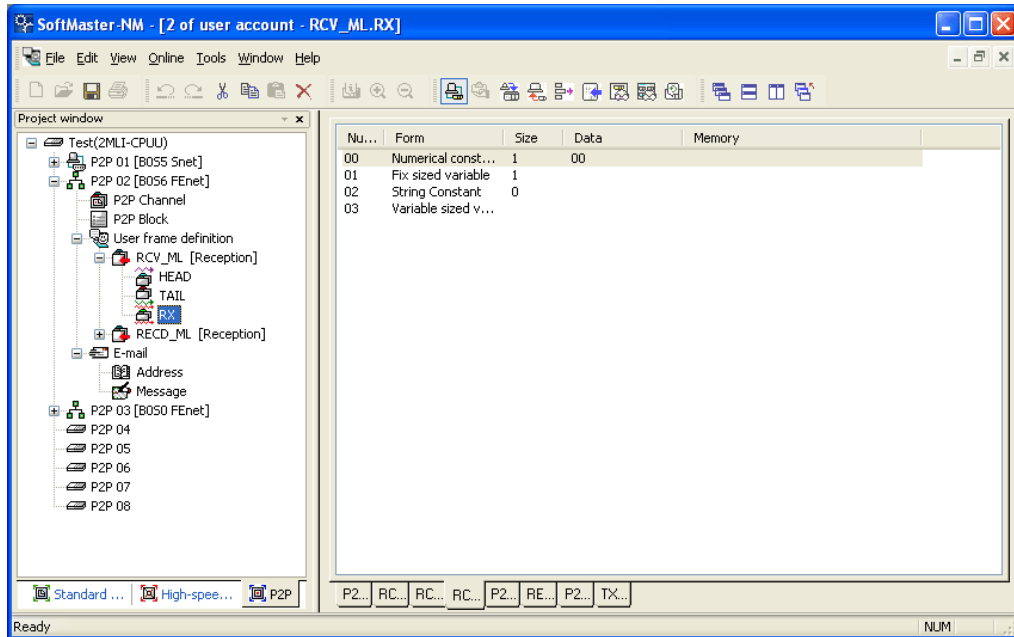 SoftMaster-NM - [2 of user account - RCV_ML.RX]
File Edit View Online Tools Window Help
Project window
Test(2MLI-CPUU)
P2P 01 [B0S5 Snet]
P2P 02 [B0S6 FEnet]
P2P Channel
P2P Block
User frame definition
RCV_ML [Reception]
HEAD
TAIL
RX
RECD_ML [Reception]
E-mail
Address
Message
P2P 03 [B0S0 FEnet]
P2P 04
P2P 05
P2P 06
P2P 07
P2P 08
Standard ... High-spee... P2P
Nu... Form Size Data Memory
00 Numerical const... 1 00
01 Fix sized variable 1
02 String Constant 0
03 Variable sized v...
P2... RC... RC... RC... P2... RE... P2... TX...
Ready NUM